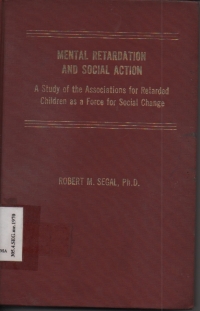 MENTAL RETARDATION
AND SOCIAL ACTION
A Study of the Associations for Retarded
Children as a Force for Social Change
ROBERT M. SEGAL, Ph.D.